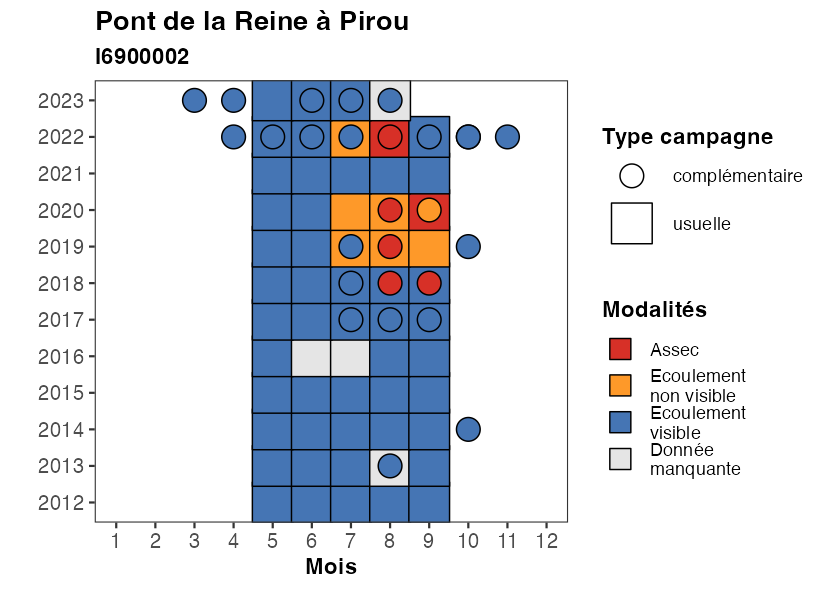 Pont de la Reine à Pirou
I6900002
2023
2022
2021
2020
2019
2018
2017
2016
2015
2014
2013
2012
1 2 3 4 5 6 7 8 9 10 11 12
Mois
Type campagne
complémentaire
usuelle
Modalités
Assec
Ecoulement
non visible
Ecoulement
visible
Donnée
manquante